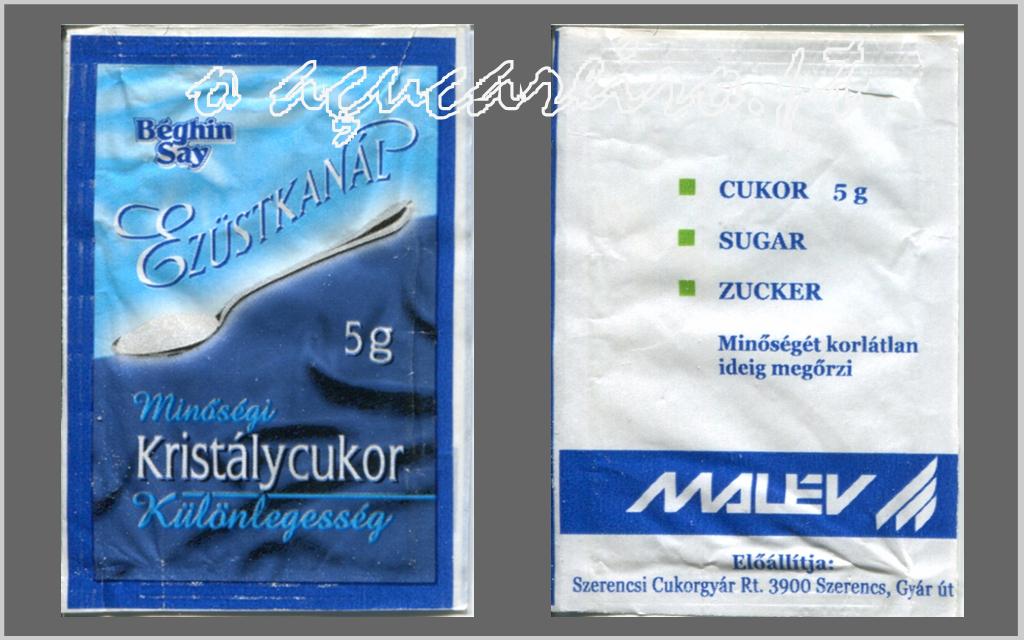 Béghin
Say
EZÜSTKANÁL
5g
Minőségi
Kristálycukor
Különlegesség
CUKOR 5 g
SUGAR
ZUCKER
Minőségét korlátlan
ideig megőrzi
MALÉV
Előállítja:
Szerencsi Cukorgyár Rt. 3900 Szerencs, Gyár út